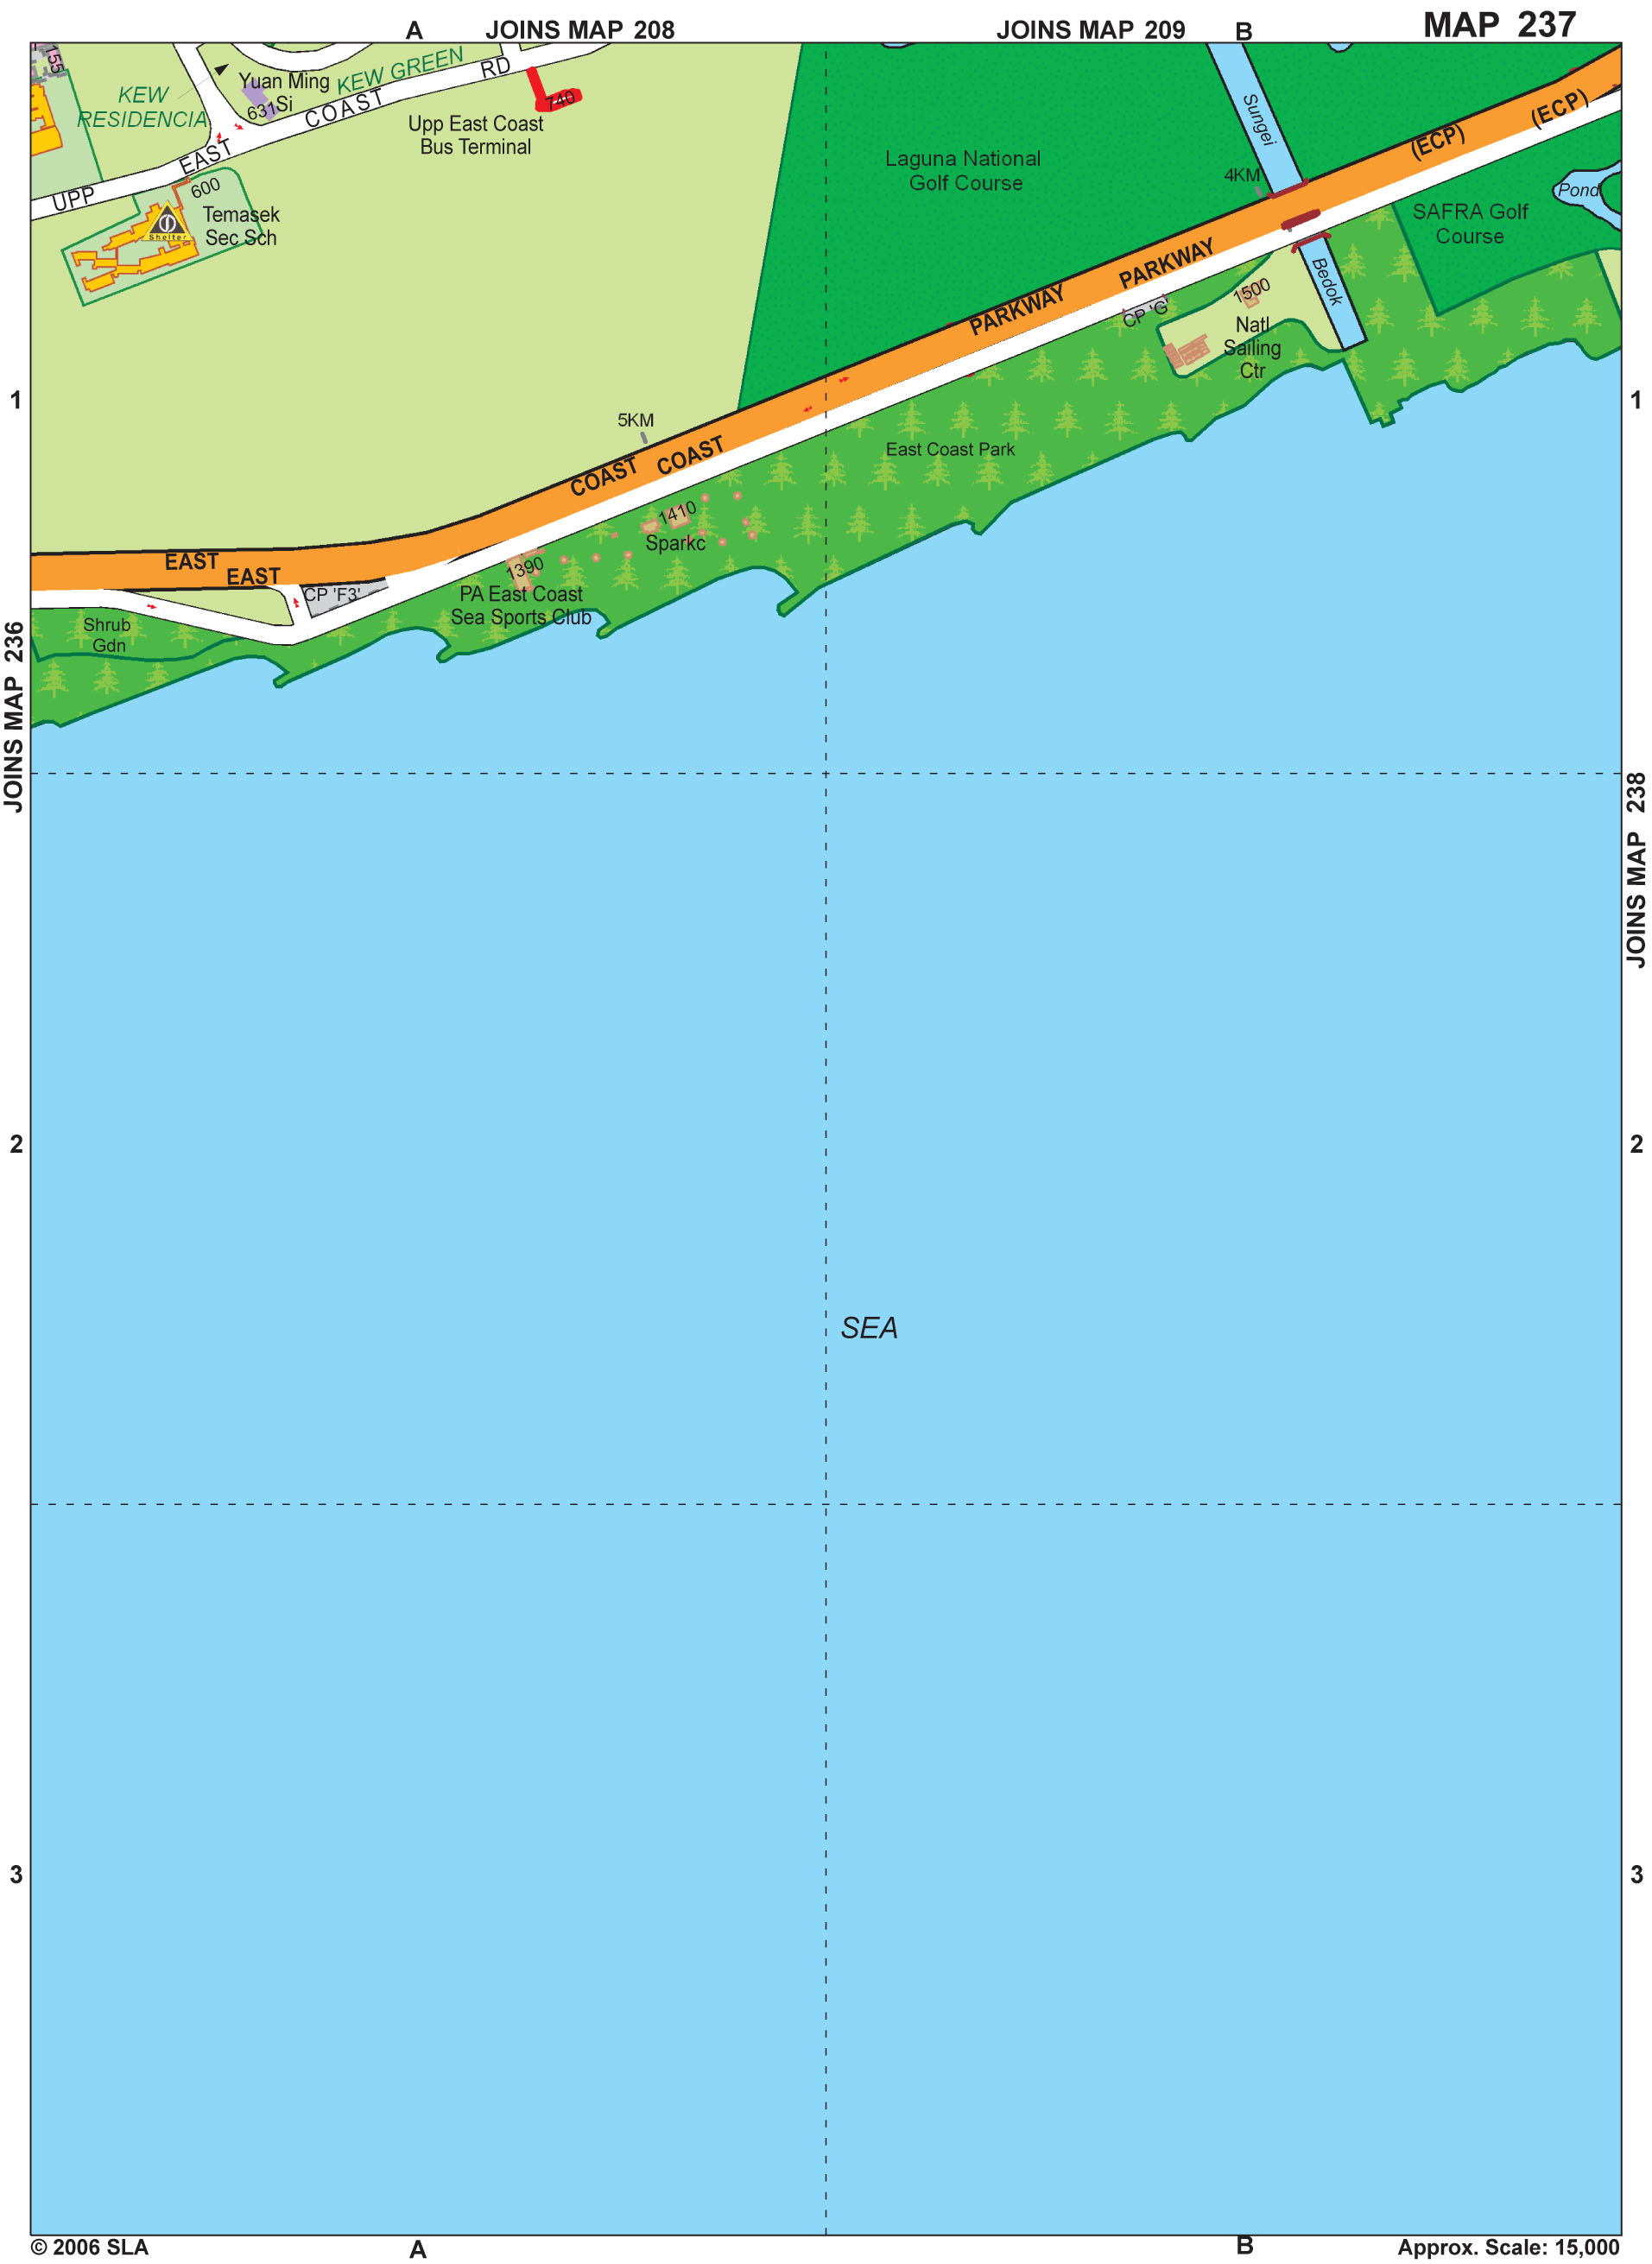 A
JOINS MAP 208
JOINS MAP 209
B
MAP 237
155
KEW
RESIDENCIA
Yuan Ming
Si
631
KEW GREEN
UPP EAST COAST RD
740
Upp East Coast
Bus Terminal
600
Temasek
Sec Sch
Shelter
Laguna National
Golf Course
Sungei
Bedok
4KM
(ECP)
(ECP)
Pond
SAFRA Golf
Course
PARKWAY
PARKWAY
CP 'G'
1500
Natl
Sailing
Ctr
1
1
5KM
COAST
COAST
East Coast Park
1410
Sparkc
EAST
EAST
1390
CP 'F3'
PA East Coast
Sea Sports Club
Shrub
Gdn
JOINS MAP 236
JOINS MAP 238
2
2
SEA
3
3
© 2006 SLA
A
B
Approx. Scale: 15,000